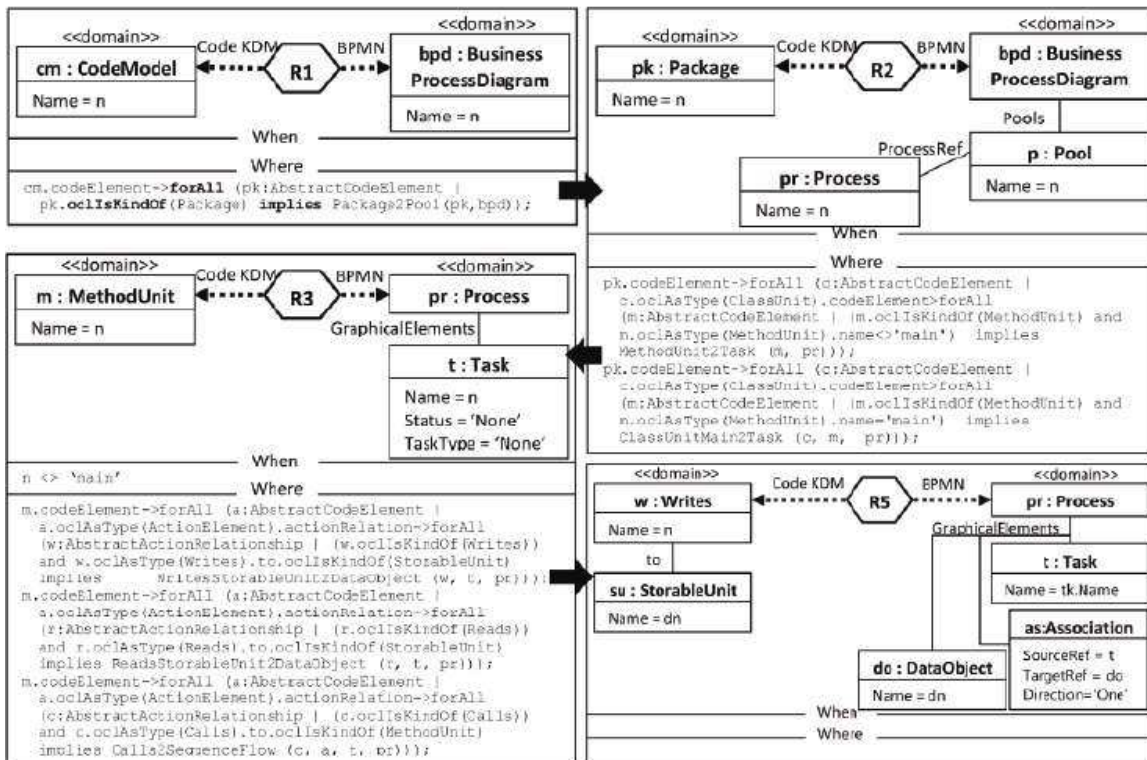 <<domain>>
Code KDM
R1
BPMN
<<domain>>
cm : CodeModel
Name = n
bpd : Business
ProcessDiagram
Name = n
When
Where
cm.codeElement->forAll (pk:AbstractCodeElement |
pk.oclIsKindOf(Package) implies Package2Pool(pk,bpd));
<<domain>>
Code KDM
R2
BPMN
<<domain>>
pk : Package
Name = n
bpd : Business
ProcessDiagram
Pools
ProcessRef
p : Pool
Name = n
pr : Process
Name = n
When
Where
pk.codeElement->forAll (c:AbstractCodeElement |
c.oclAsType(ClassUnit).codeElement>forAll
(m:AbstractCodeElement | (m.oclIsKindOf(MethodUnit) and
m.oclAsType(MethodUnit).name<>'main') implies
MethodUnit2Task (m, pr)));
pk.codeElement->forAll (c:AbstractCodeElement |
c.oclAsType(ClassUnit).codeElement>forAll
(m:AbstractCodeElement | (m.oclIsKindOf(MethodUnit) and
m.oclAsType(MethodUnit).name='main') implies
ClassUnitMain2Task (c, m, pr)));
<<domain>>
Code KDM
R3
BPMN
<<domain>>
m : MethodUnit
Name = n
pr : Process
GraphicalElements
t : Task
Name = n
Status = 'None'
TaskType = 'None'
When
n <> 'main'
Where
m.codeElement->forAll (a:AbstractCodeElement |
a.oclAsType(ActionElement).actionRelation->forAll
(w:AbstractActionRelationship | (w.oclIsKindOf(Writes))
and w.oclAsType(Writes).to.oclIsKindOf(StorableUnit)
implies WritesStorableUnit2DataObject (w, t, pr)));
m.codeElement->forAll (a:AbstractCodeElement |
a.oclAsType(ActionElement).actionRelation->forAll
(r:AbstractActionRelationship | (r.oclIsKindOf(Reads))
and r.oclAsType(Reads).to.oclIsKindOf(StorableUnit)
implies ReadsStorableUnit2DataObject (r, t, pr)));
m.codeElement->forAll (a:AbstractCodeElement |
a.oclAsType(ActionElement).actionRelation->forAll
(c:AbstractActionRelationship | (c.oclIsKindOf(Calls))
and c.oclAsType(Calls).to.oclIsKindOf(MethodUnit)
implies Calls2SequenceFlow (c, a, t, pr)));
<<domain>>
Code KDM
R5
BPMN
<<domain>>
w : Writes
Name = n
to
su : StorableUnit
Name = dn
pr : Process
GraphicalElements
t : Task
Name = tk.Name
as:Association
SourceRef = t
TargetRef = do
Direction='One'
do : DataObject
Name = dn
When
Where